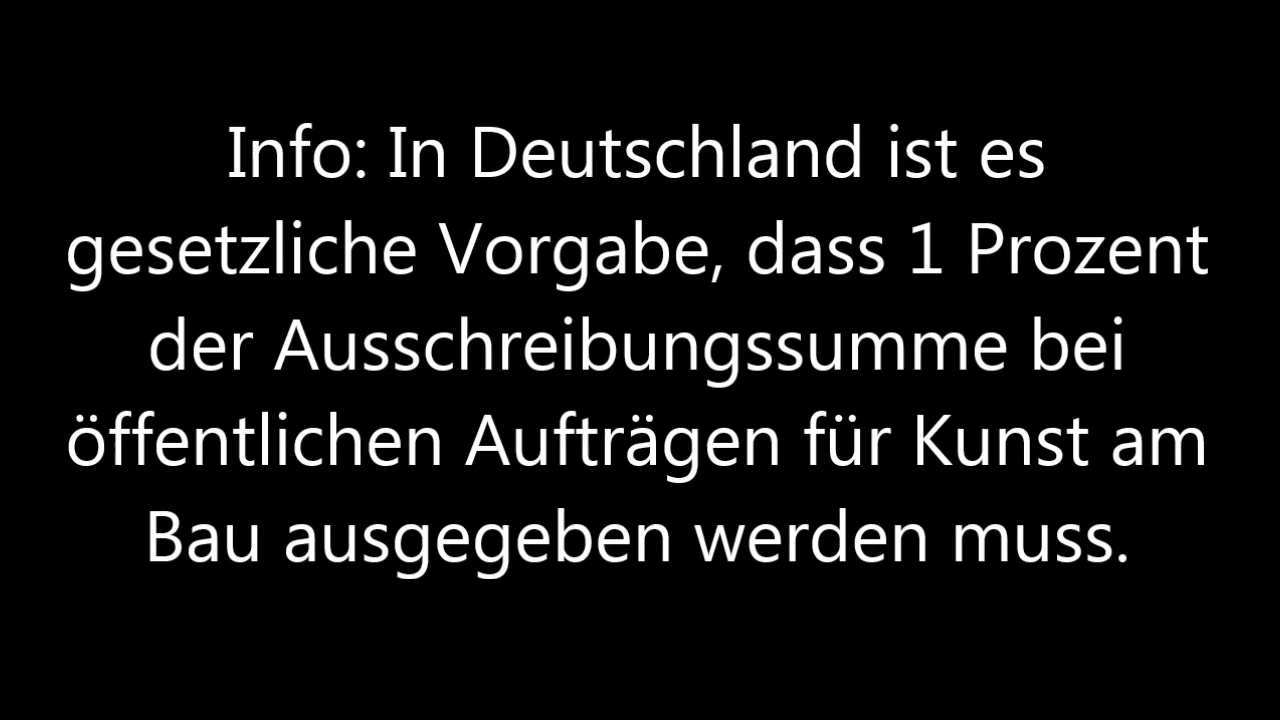 Info: In Deutschland ist es
gesetzliche Vorgabe, dass 1 Prozent
der Ausschreibungssumme bei
öffentlichen Aufträgen für Kunst am
Bau ausgegeben werden muss.